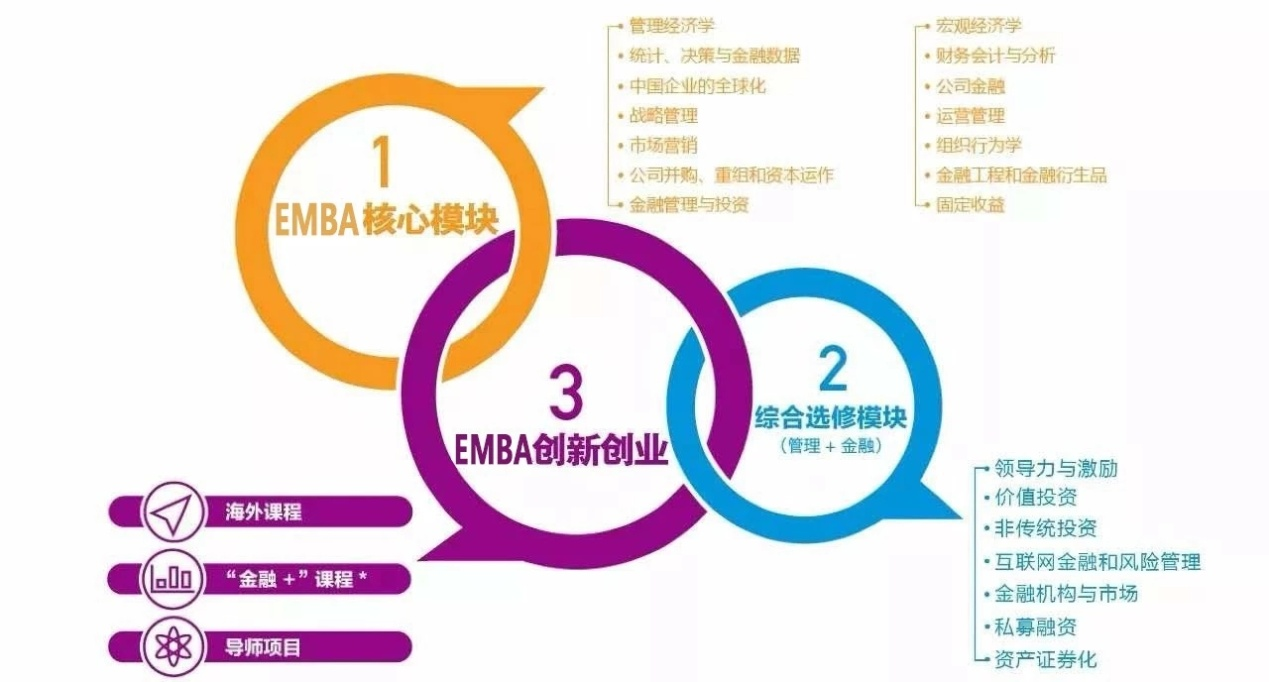 1
EMBA核心模块
管理经济学
统计、决策与金融数据
中国企业的全球化
战略管理
市场营销
公司并购、重组和资本运作
金融管理与投资
宏观经济学
财务会计与分析
公司金融
运营管理
组织行为学
金融工程和金融衍生品
固定收益
2
综合选修模块
(管理 + 金融)
领导力与激励
价值投资
非传统投资
互联网金融和风险管理
金融机构与市场
私募融资
资产证券化
3
EMBA创新创业
海外课程
“金融 +”课程 *
导师项目